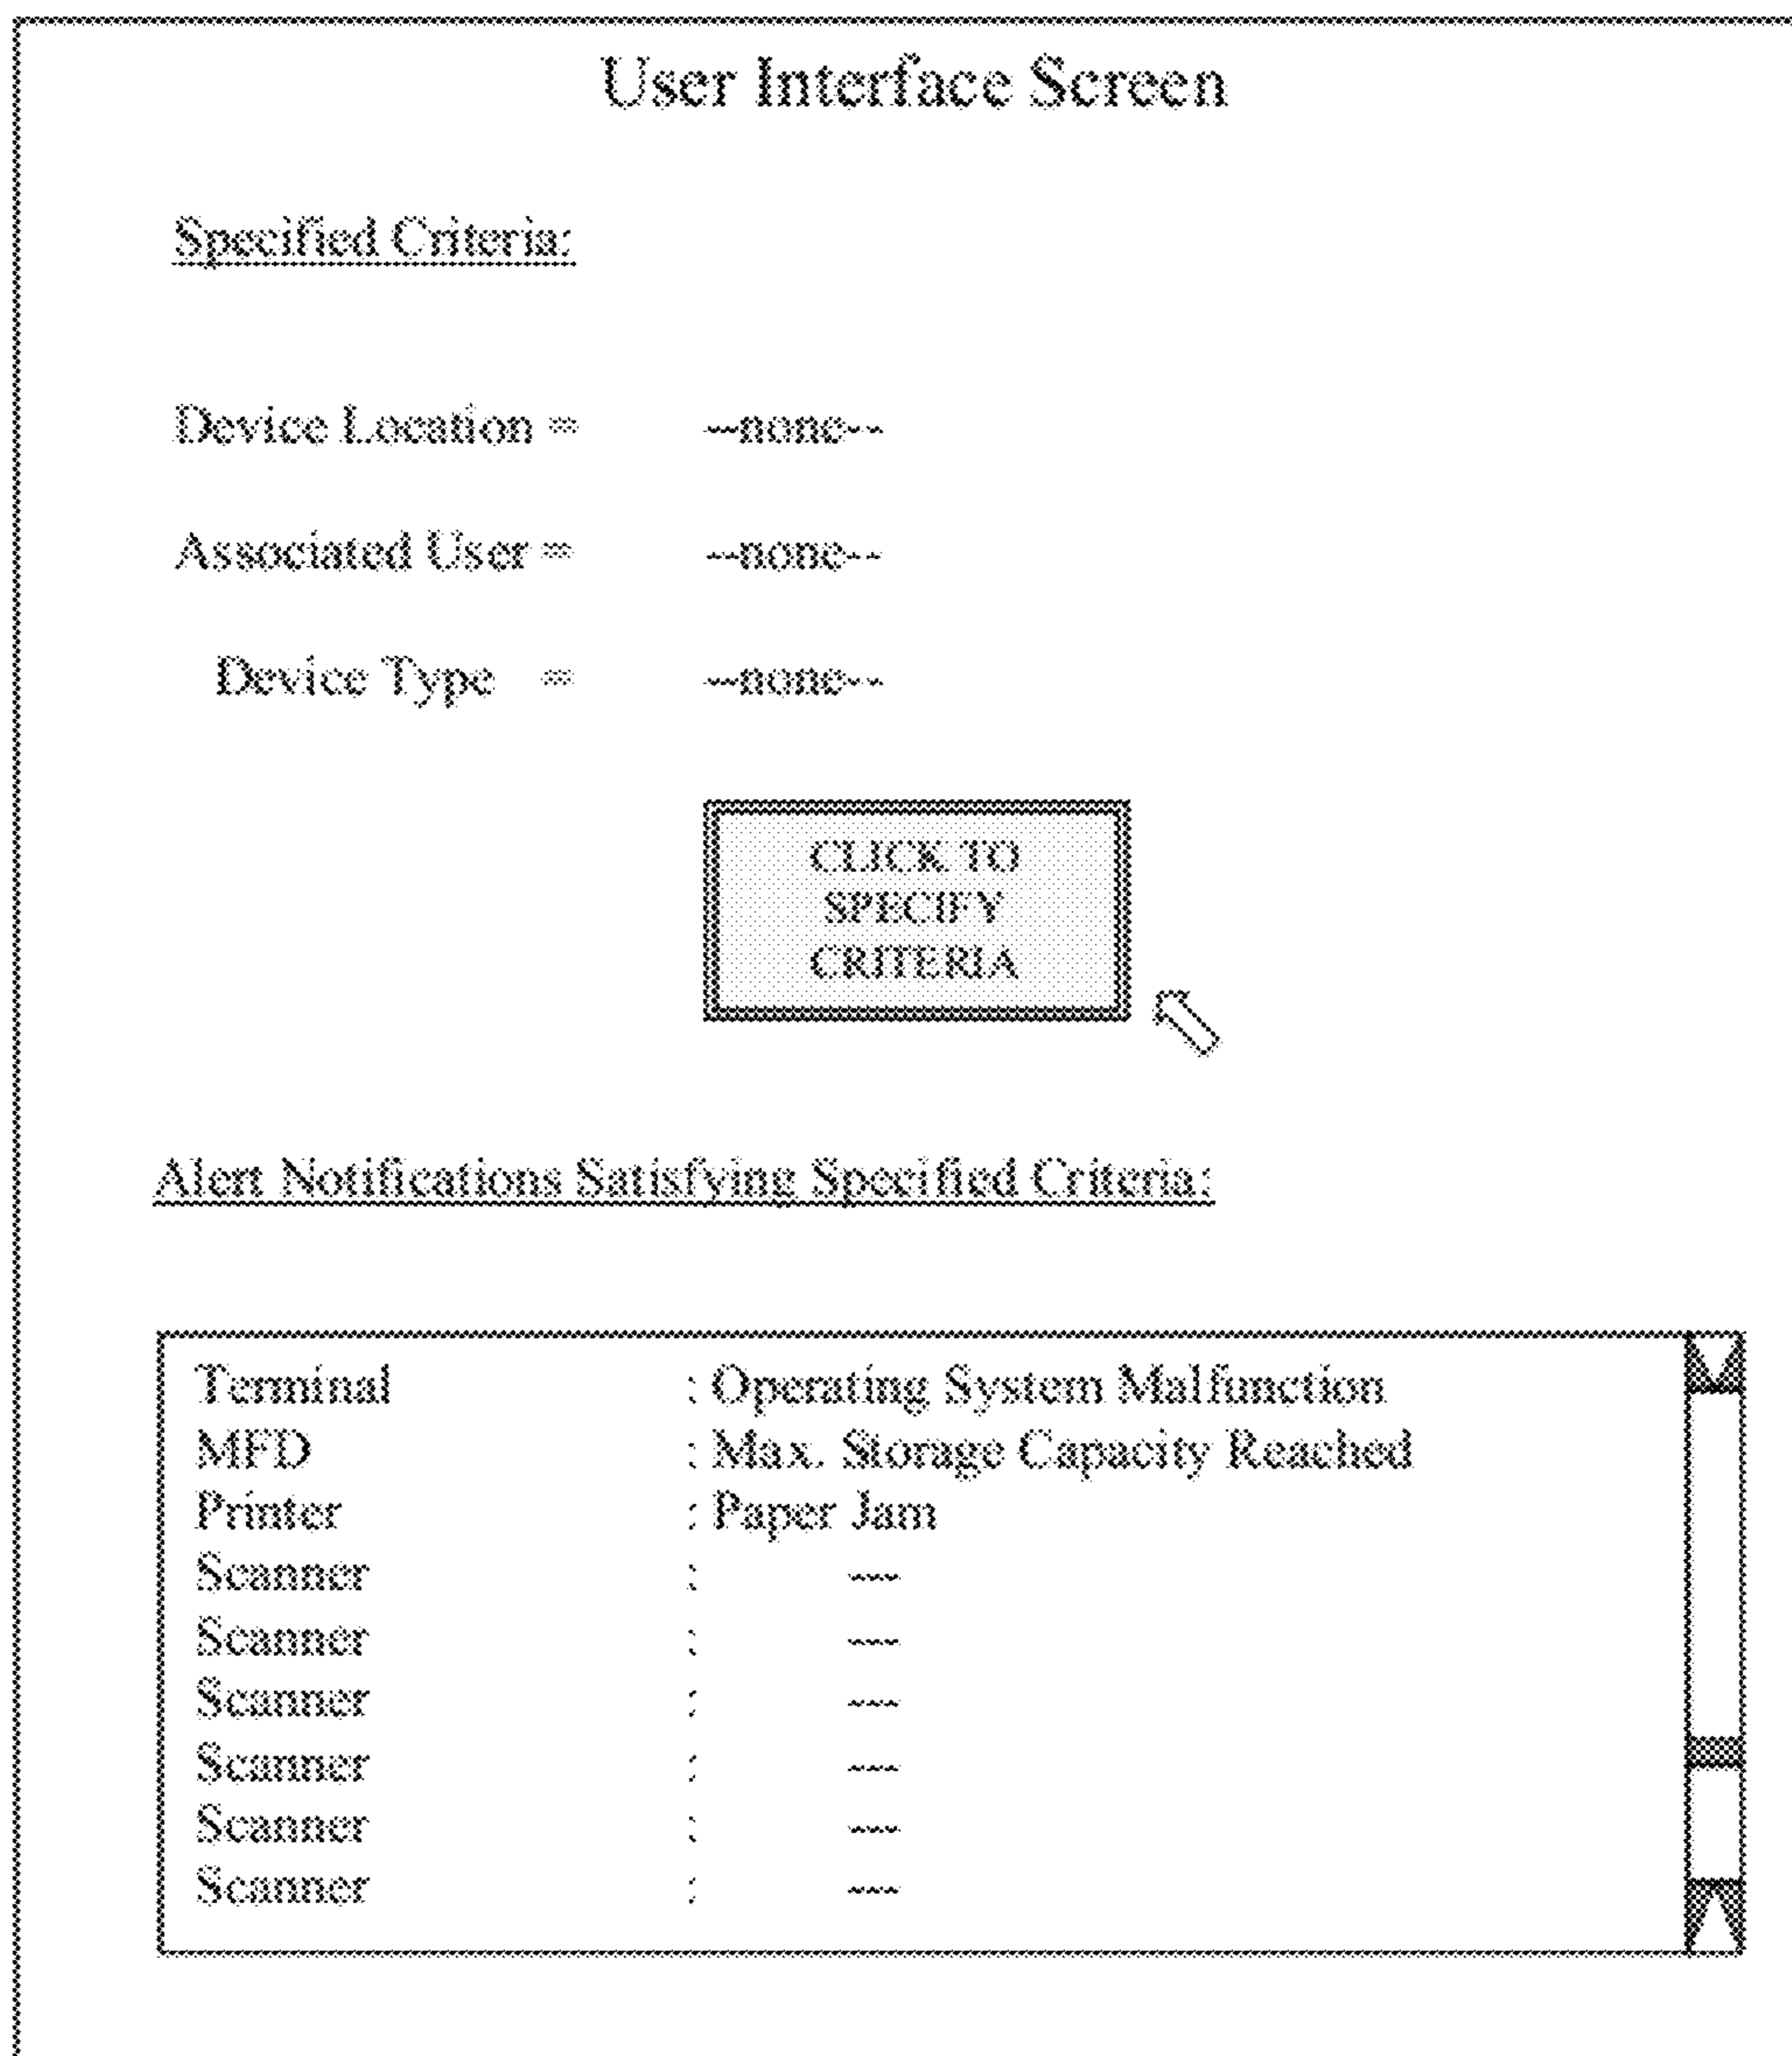 User Interface Screen
Specified Criteria:
Device Location = --none--
Associated User = --none--
Device Type = --none--
CLICK TO
SPECIFY
CRITERIA
Alert Notifications Satisfying Specified Criteria:
Terminal : Operating System Malfunction
MFD : Max. Storage Capacity Reached
Printer : Paper Jam
Scanner : ---
Scanner : ---
Scanner : ---
Scanner : ---
Scanner : ---
Scanner : ---